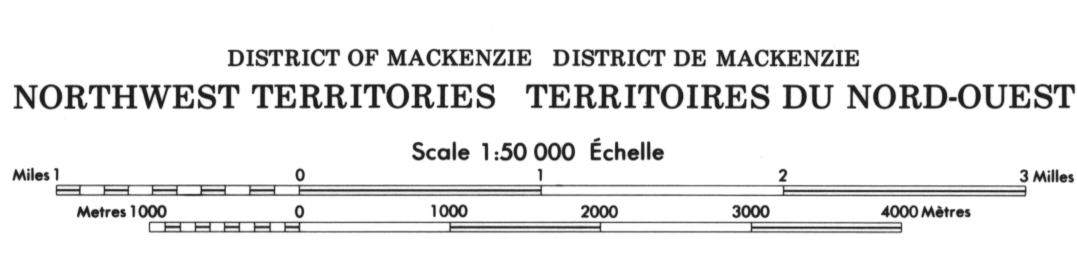 DISTRICT OF MACKENZIE DISTRICT DE MACKENZIE
NORTHWEST TERRITORIES TERRITOIRES DU NORD-OUEST
Scale 1:50 000 Échelle
Miles 1 0 1 2 3 Milles
Metres 1000 0 1000 2000 3000 4000 Mètres